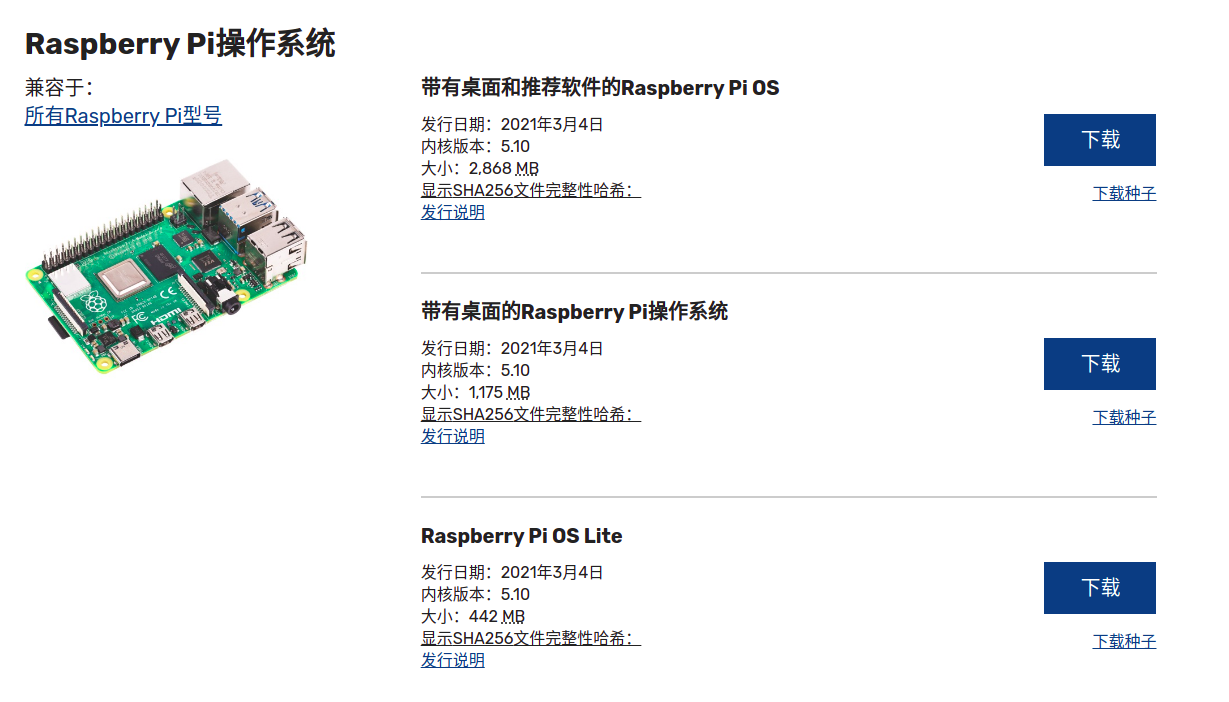 Raspberry Pi操作系统
兼容于：
所有Raspberry Pi型号
带有桌面和推荐软件的Raspberry Pi OS
发行日期：2021年3月4日
内核版本：5.10
大小：2,868 MB
显示SHA256文件完整性哈希：
发行说明
下载
下载种子
带有桌面的Raspberry Pi操作系统
发行日期：2021年3月4日
内核版本：5.10
大小：1,175 MB
显示SHA256文件完整性哈希：
发行说明
下载
下载种子
Raspberry Pi OS Lite
发行日期：2021年3月4日
内核版本：5.10
大小：442 MB
显示SHA256文件完整性哈希：
发行说明
下载
下载种子
HDMI